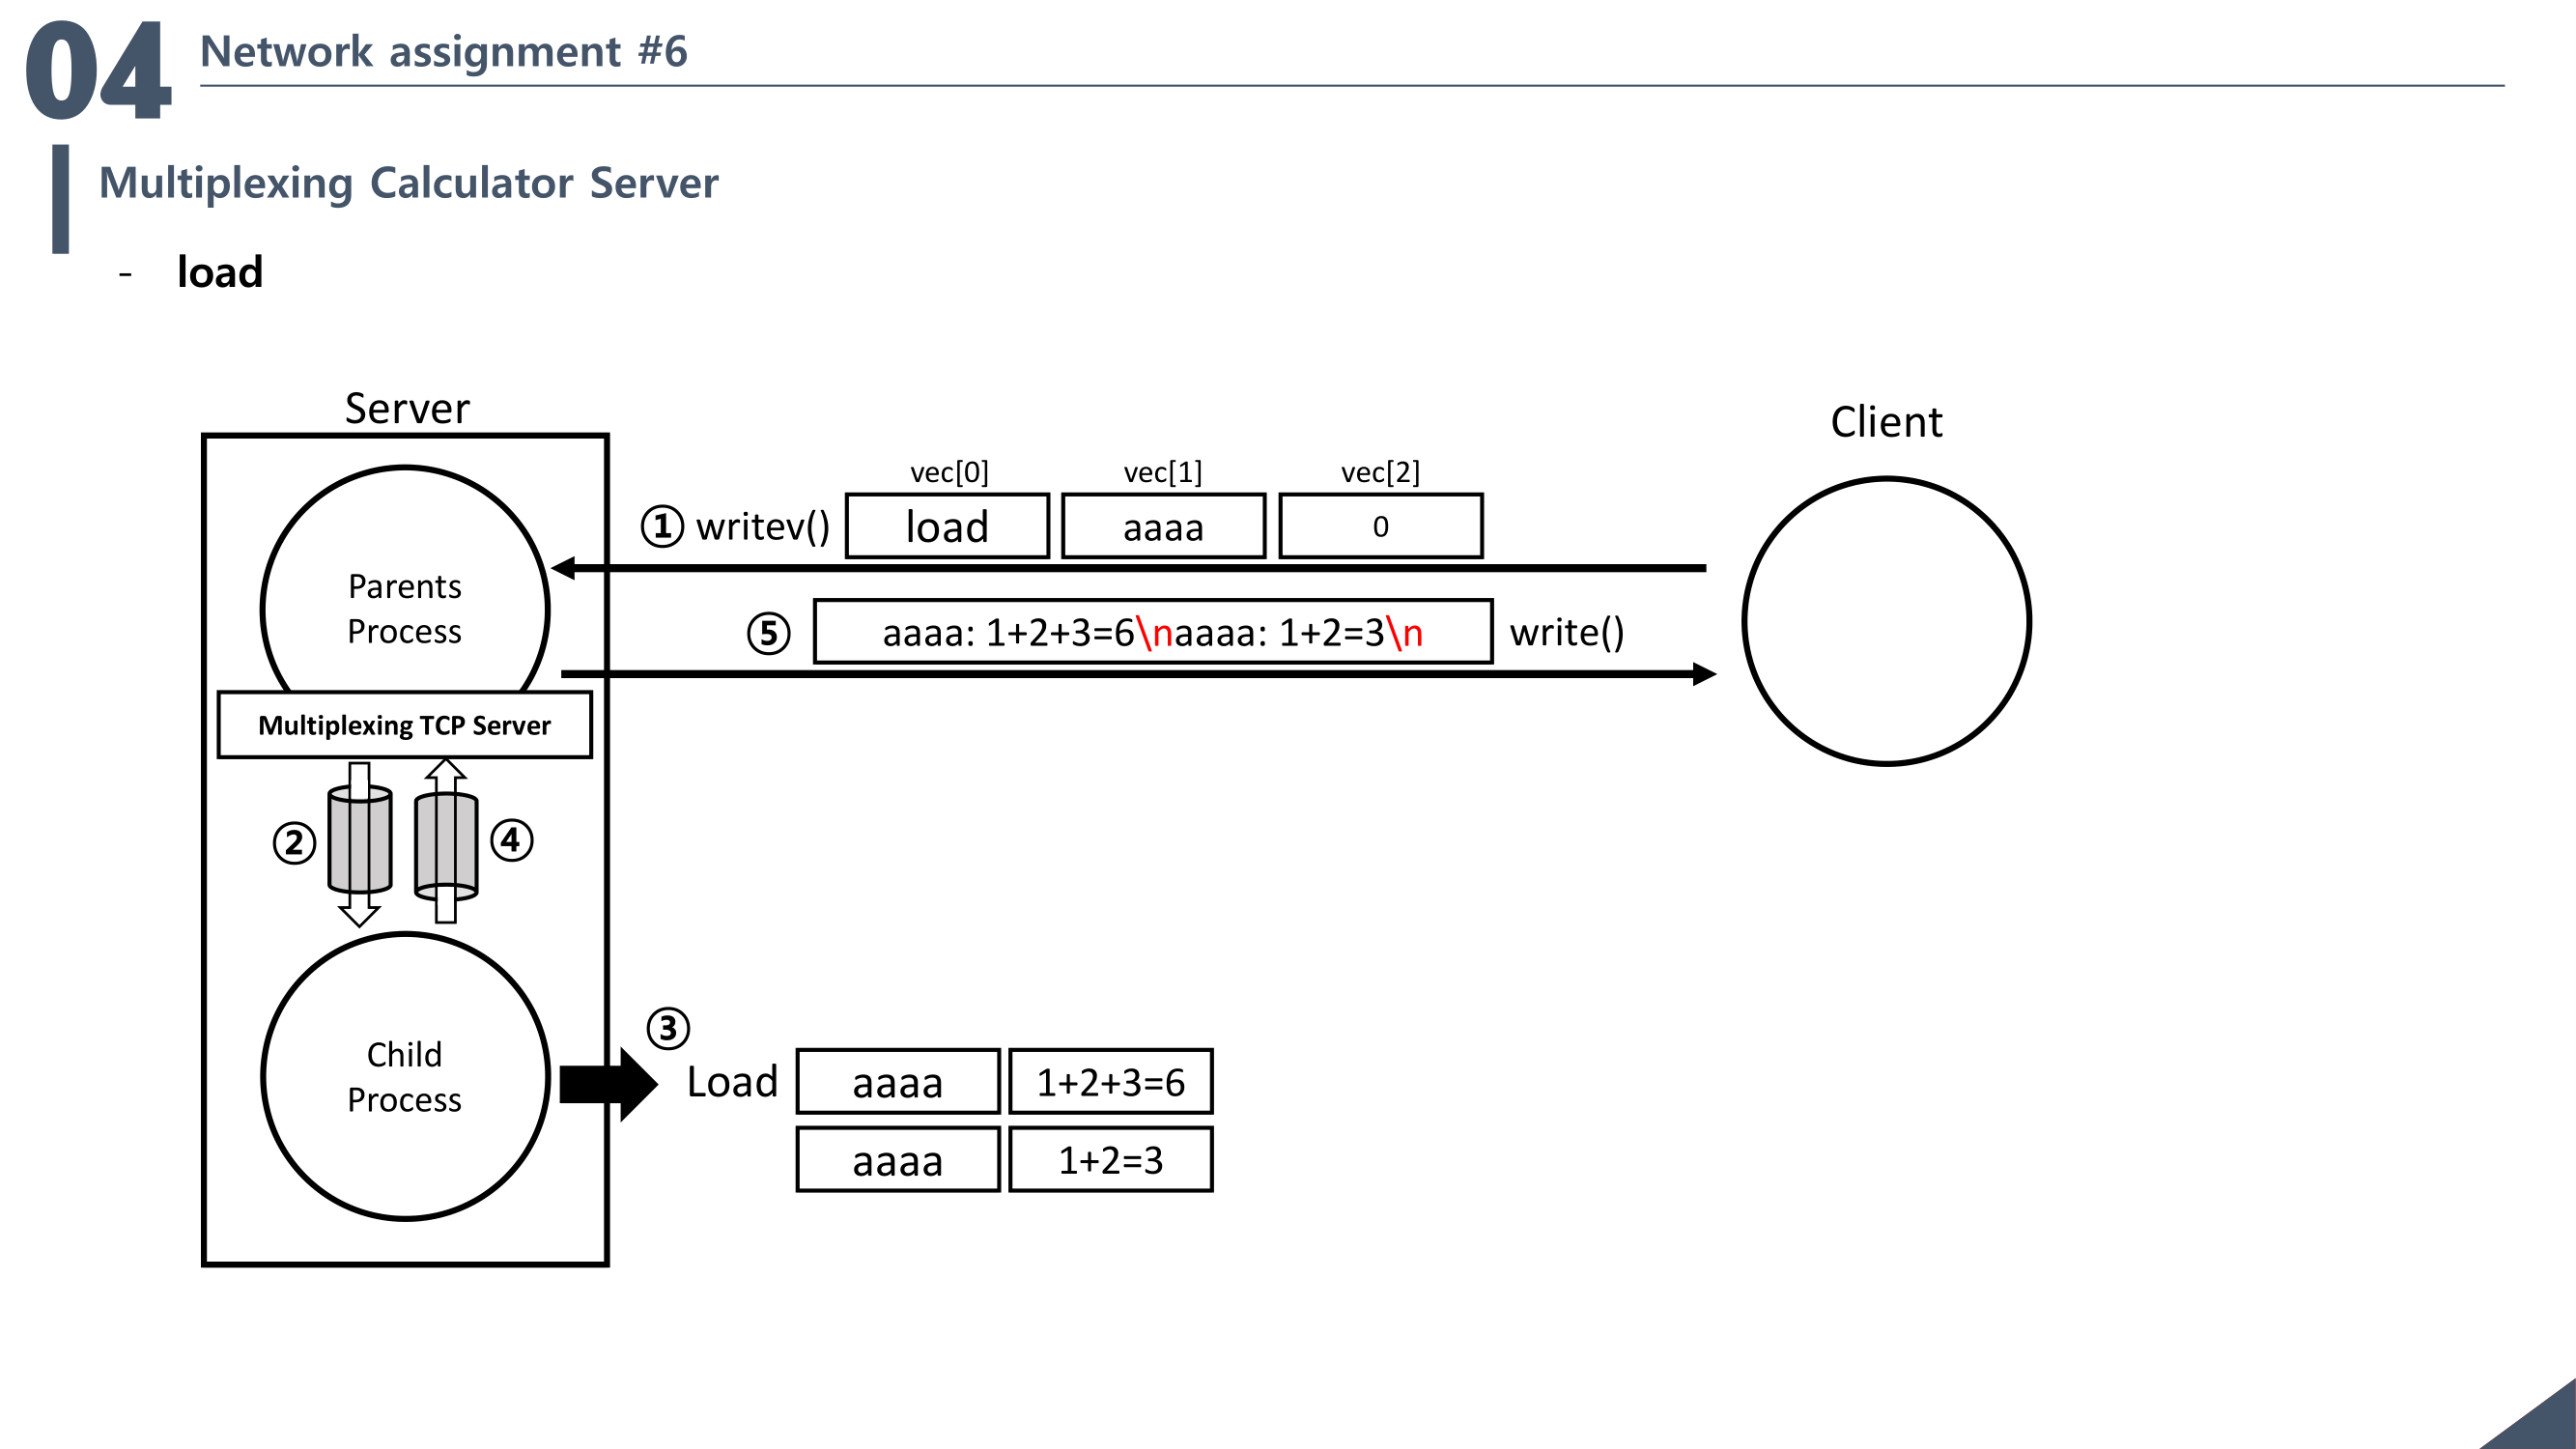 04
Network assignment #6
Multiplexing Calculator Server
- load
Server
Client
vec[0] vec[1] vec[2]
① writev() load aaaa 0
Parents
Process
⑤ aaaa: 1+2+3=6\naaaa: 1+2=3\n write()
Multiplexing TCP Server
② ④
③
Child
Process
Load aaaa 1+2+3=6
aaaa 1+2=3